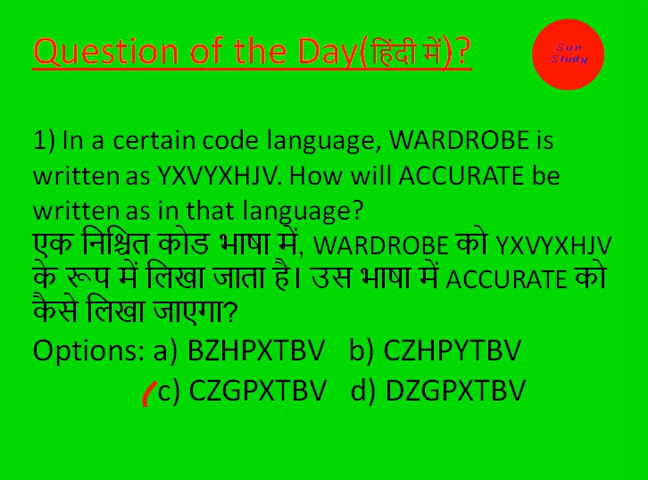 Question of the Day(हिंदी में)?
Sun
Study
1) In a certain code language, WARDROBE is
written as YXVYXHJV. How will ACCURATE be
written as in that language?
एक निश्चित कोड भाषा में, WARDROBE को YXVYXHJV
के रूप में लिखा जाता है। उस भाषा में ACCURATE को
कैसे लिखा जाएगा?
Options: a) BZHPXTBV b) CZHPYTBV
c) CZGPXTBV d) DZGPXTBV